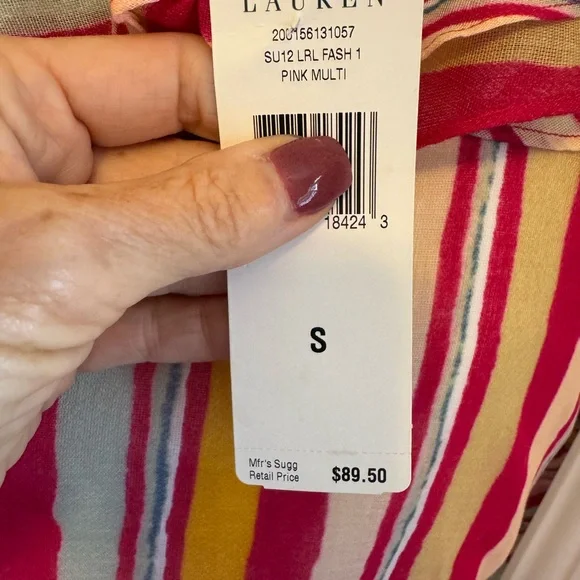 LAUREN
200156131057
SU12 LRL FASH 1
PINK MULTI
18424 3
S
Mfr's Sugg
Retail Price $89.50